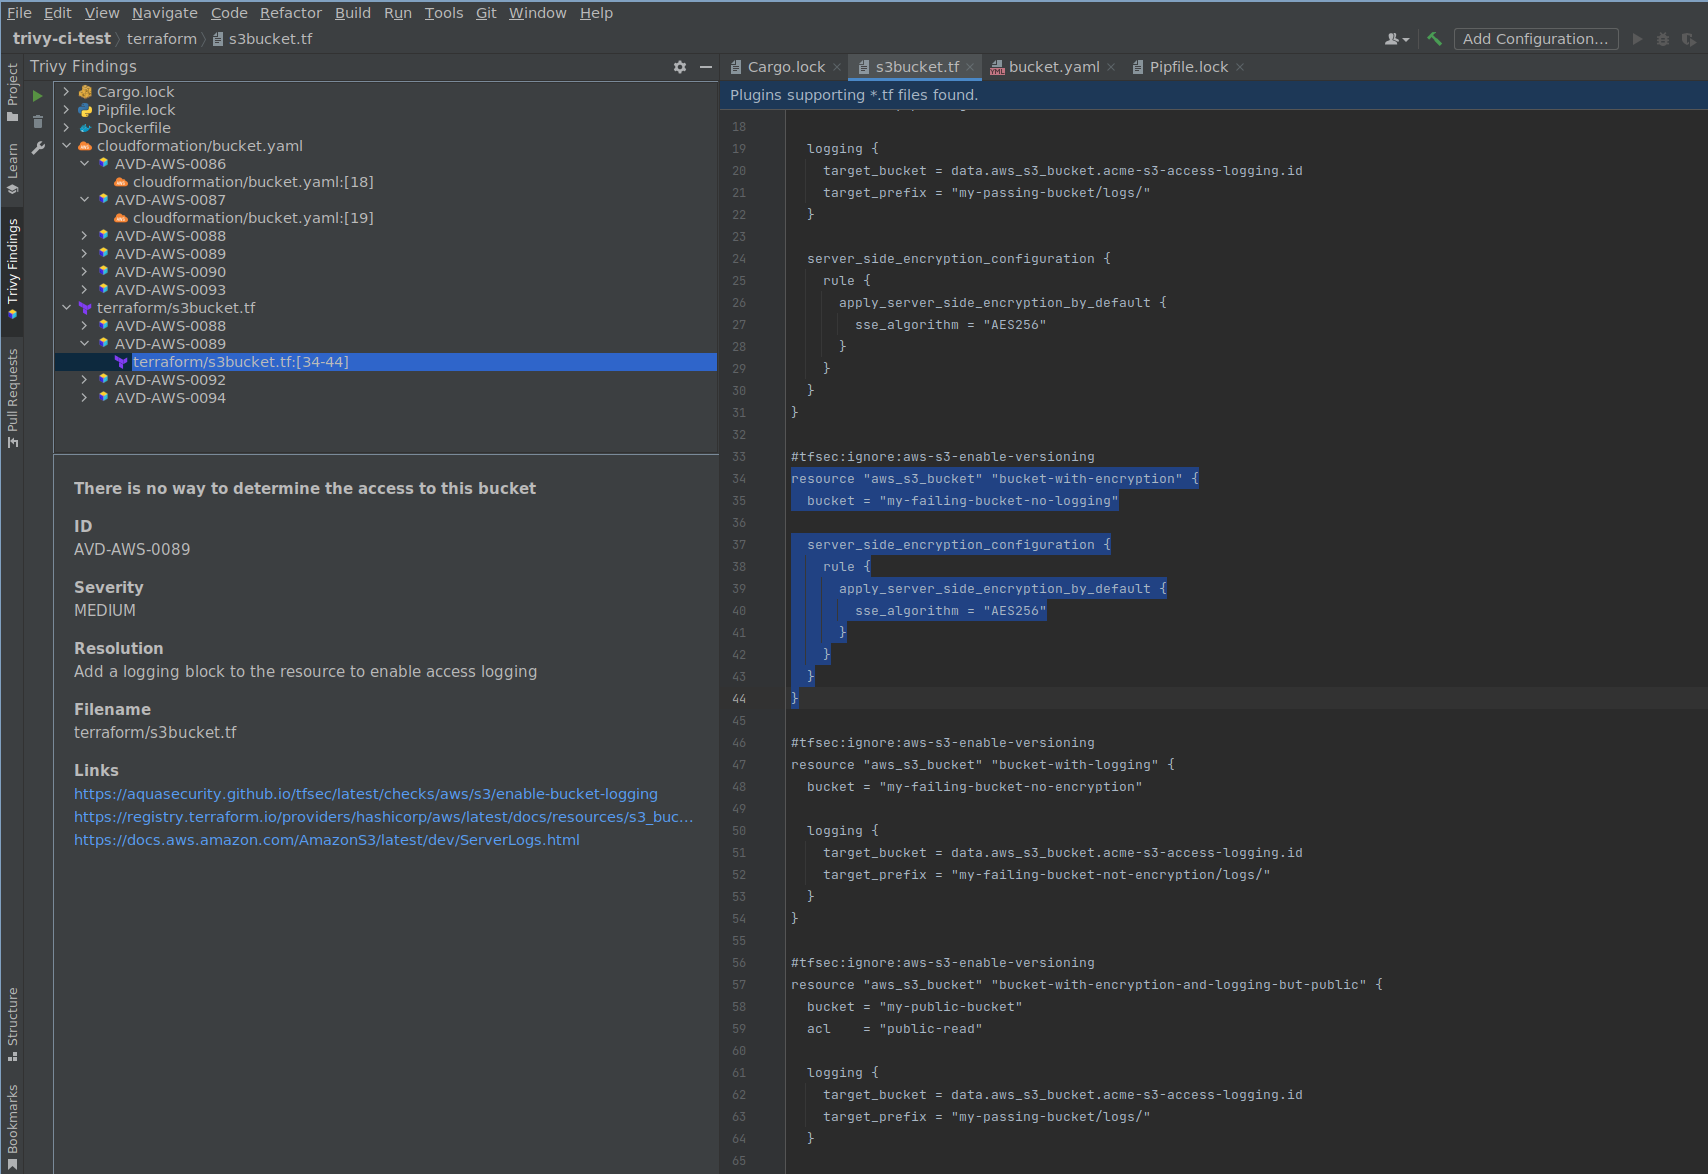 File Edit View Navigate Code Refactor Build Run Tools Git Window Help
trivy-ci-test terraform s3bucket.tf
Add Configuration...
Project
Learn
Trivy Findings
Pull Requests
Structure
Bookmarks
Trivy Findings
Cargo.lock
Pipfile.lock
Dockerfile
cloudformation/bucket.yaml
AVD-AWS-0086
cloudformation/bucket.yaml:[18]
AVD-AWS-0087
cloudformation/bucket.yaml:[19]
AVD-AWS-0088
AVD-AWS-0089
AVD-AWS-0090
AVD-AWS-0093
terraform/s3bucket.tf
AVD-AWS-0088
AVD-AWS-0089
terraform/s3bucket.tf:[34-44]
AVD-AWS-0092
AVD-AWS-0094
There is no way to determine the access to this bucket
ID
AVD-AWS-0089
Severity
MEDIUM
Resolution
Add a logging block to the resource to enable access logging
Filename
terraform/s3bucket.tf
Links
https://aquasecurity.github.io/tfsec/latest/checks/aws/s3/enable-bucket-logging
https://registry.terraform.io/providers/hashicorp/aws/latest/docs/resources/s3_buc...
https://docs.aws.amazon.com/AmazonS3/latest/dev/ServerLogs.html
Cargo.lock s3bucket.tf bucket.yaml Pipfile.lock
Plugins supporting *.tf files found.
18
19 logging {
20 target_bucket = data.aws_s3_bucket.acme-s3-access-logging.id
21 target_prefix = "my-passing-bucket/logs/"
22 }
23
24 server_side_encryption_configuration {
25 rule {
26 apply_server_side_encryption_by_default {
27 sse_algorithm = "AES256"
28 }
29 }
30 }
31 }
32
33 #tfsec:ignore:aws-s3-enable-versioning
34 resource "aws_s3_bucket" "bucket-with-encryption" {
35 bucket = "my-failing-bucket-no-logging"
36
37 server_side_encryption_configuration {
38 rule {
39 apply_server_side_encryption_by_default {
40 sse_algorithm = "AES256"
41 }
42 }
43 }
44 }
45
46 #tfsec:ignore:aws-s3-enable-versioning
47 resource "aws_s3_bucket" "bucket-with-logging" {
48 bucket = "my-failing-bucket-no-encryption"
49
50 logging {
51 target_bucket = data.aws_s3_bucket.acme-s3-access-logging.id
52 target_prefix = "my-failing-bucket-not-encryption/logs/"
53 }
54 }
55
56 #tfsec:ignore:aws-s3-enable-versioning
57 resource "aws_s3_bucket" "bucket-with-encryption-and-logging-but-public" {
58 bucket = "my-public-bucket"
59 acl = "public-read"
60
61 logging {
62 target_bucket = data.aws_s3_bucket.acme-s3-access-logging.id
63 target_prefix = "my-passing-bucket/logs/"
64 }
65